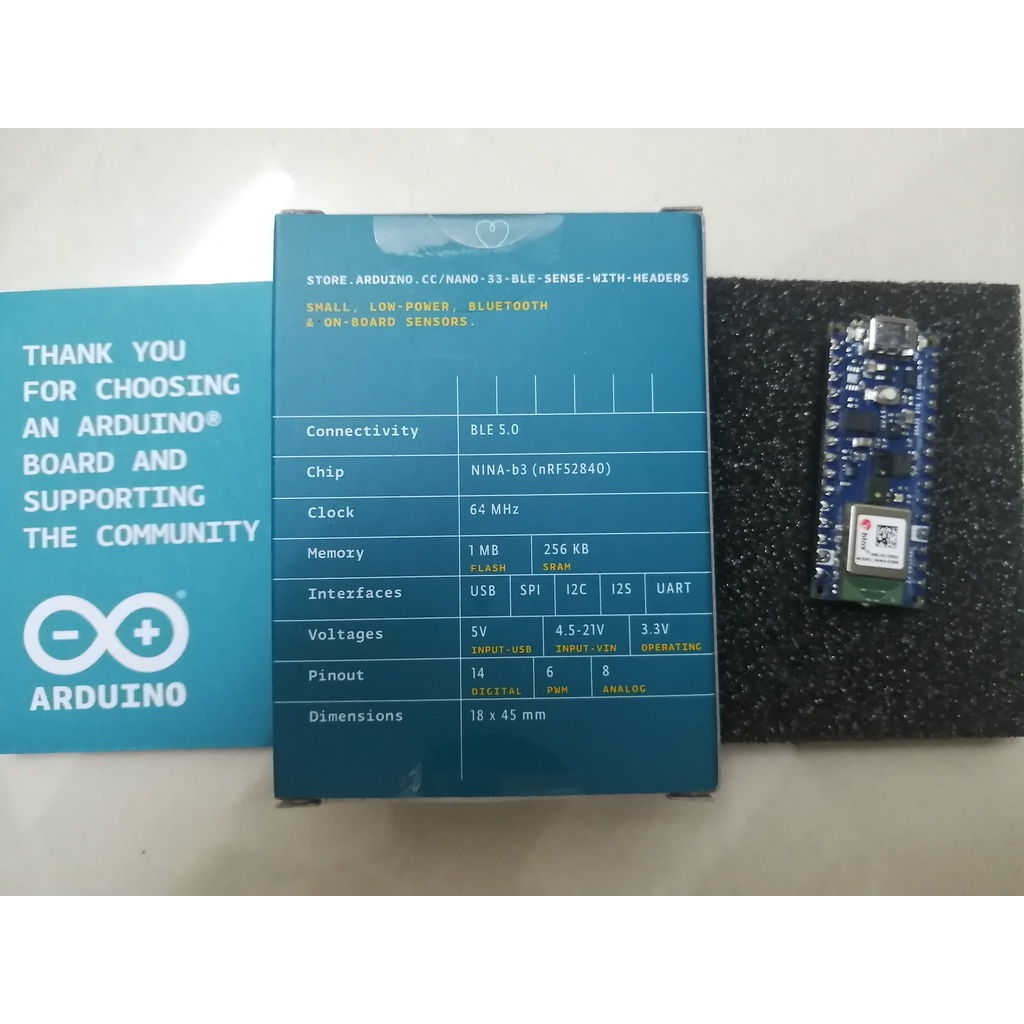 THANK YOU
FOR CHOOSING
AN ARDUINO®
BOARD AND
SUPPORTING
THE COMMUNITY
ARDUINO
STORE.ARDUINO.CC/NANO-33-BLE-SENSE-WITH-HEADERS
SMALL, LOW-POWER, BLUETOOTH
& ON-BOARD SENSORS.
Connectivity BLE 5.0
Chip NINA-b3 (nRF52840)
Clock 64 MHz
Memory 1 MB FLASH 256 KB SRAM
Interfaces USB SPI I2C I2S UART
Voltages 5V INPUT-USB 4.5-21V INPUT-VIN 3.3V OPERATING
Pinout 14 DIGITAL 6 PWM 8 ANALOG
Dimensions 18 x 45 mm
blox